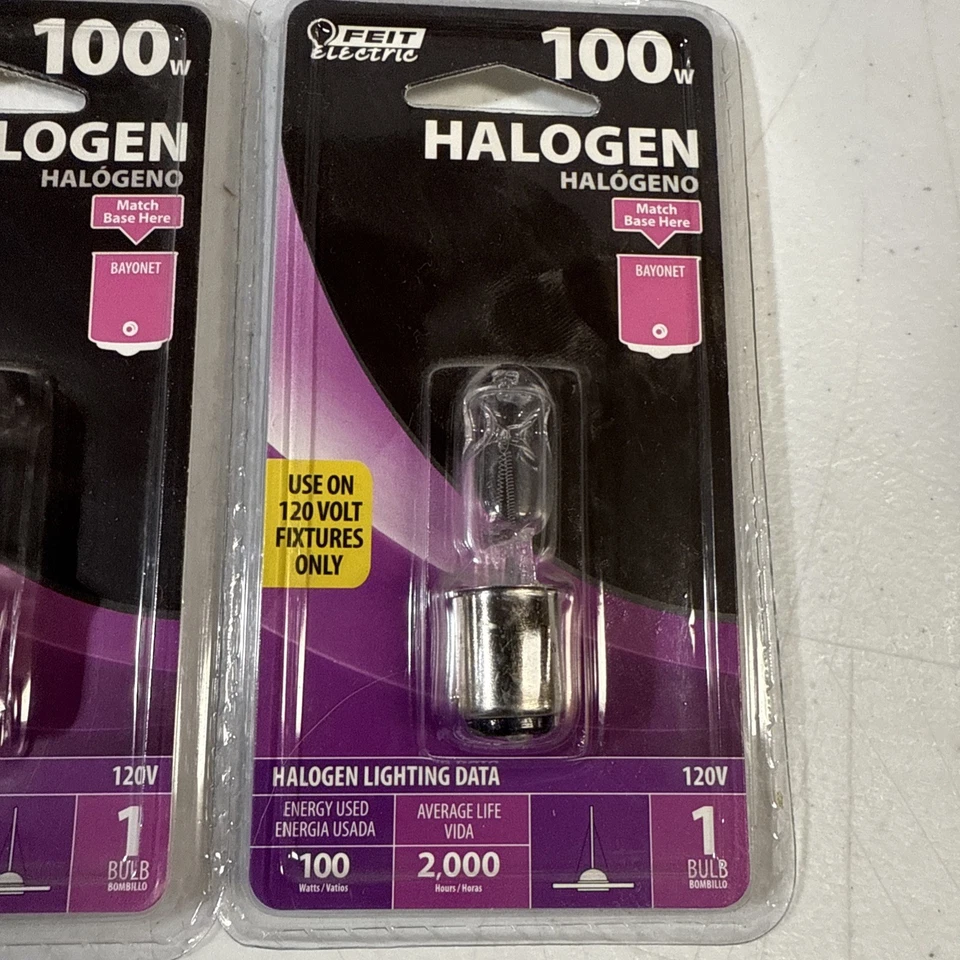 100W
LOGEN
HALÓGENO
Match
Base Here
BAYONET
120V
1
BULB
BOMBILLO
FEIT
ELECTRIC
100W
HALOGEN
HALÓGENO
Match
Base Here
BAYONET
USE ON
120 VOLT
FIXTURES
ONLY
HALOGEN LIGHTING DATA 120V
ENERGY USED
ENERGIA USADA
100
Watts / Vatios
AVERAGE LIFE
VIDA
2,000
Hours / Horas
1
BULB
BOMBILLO